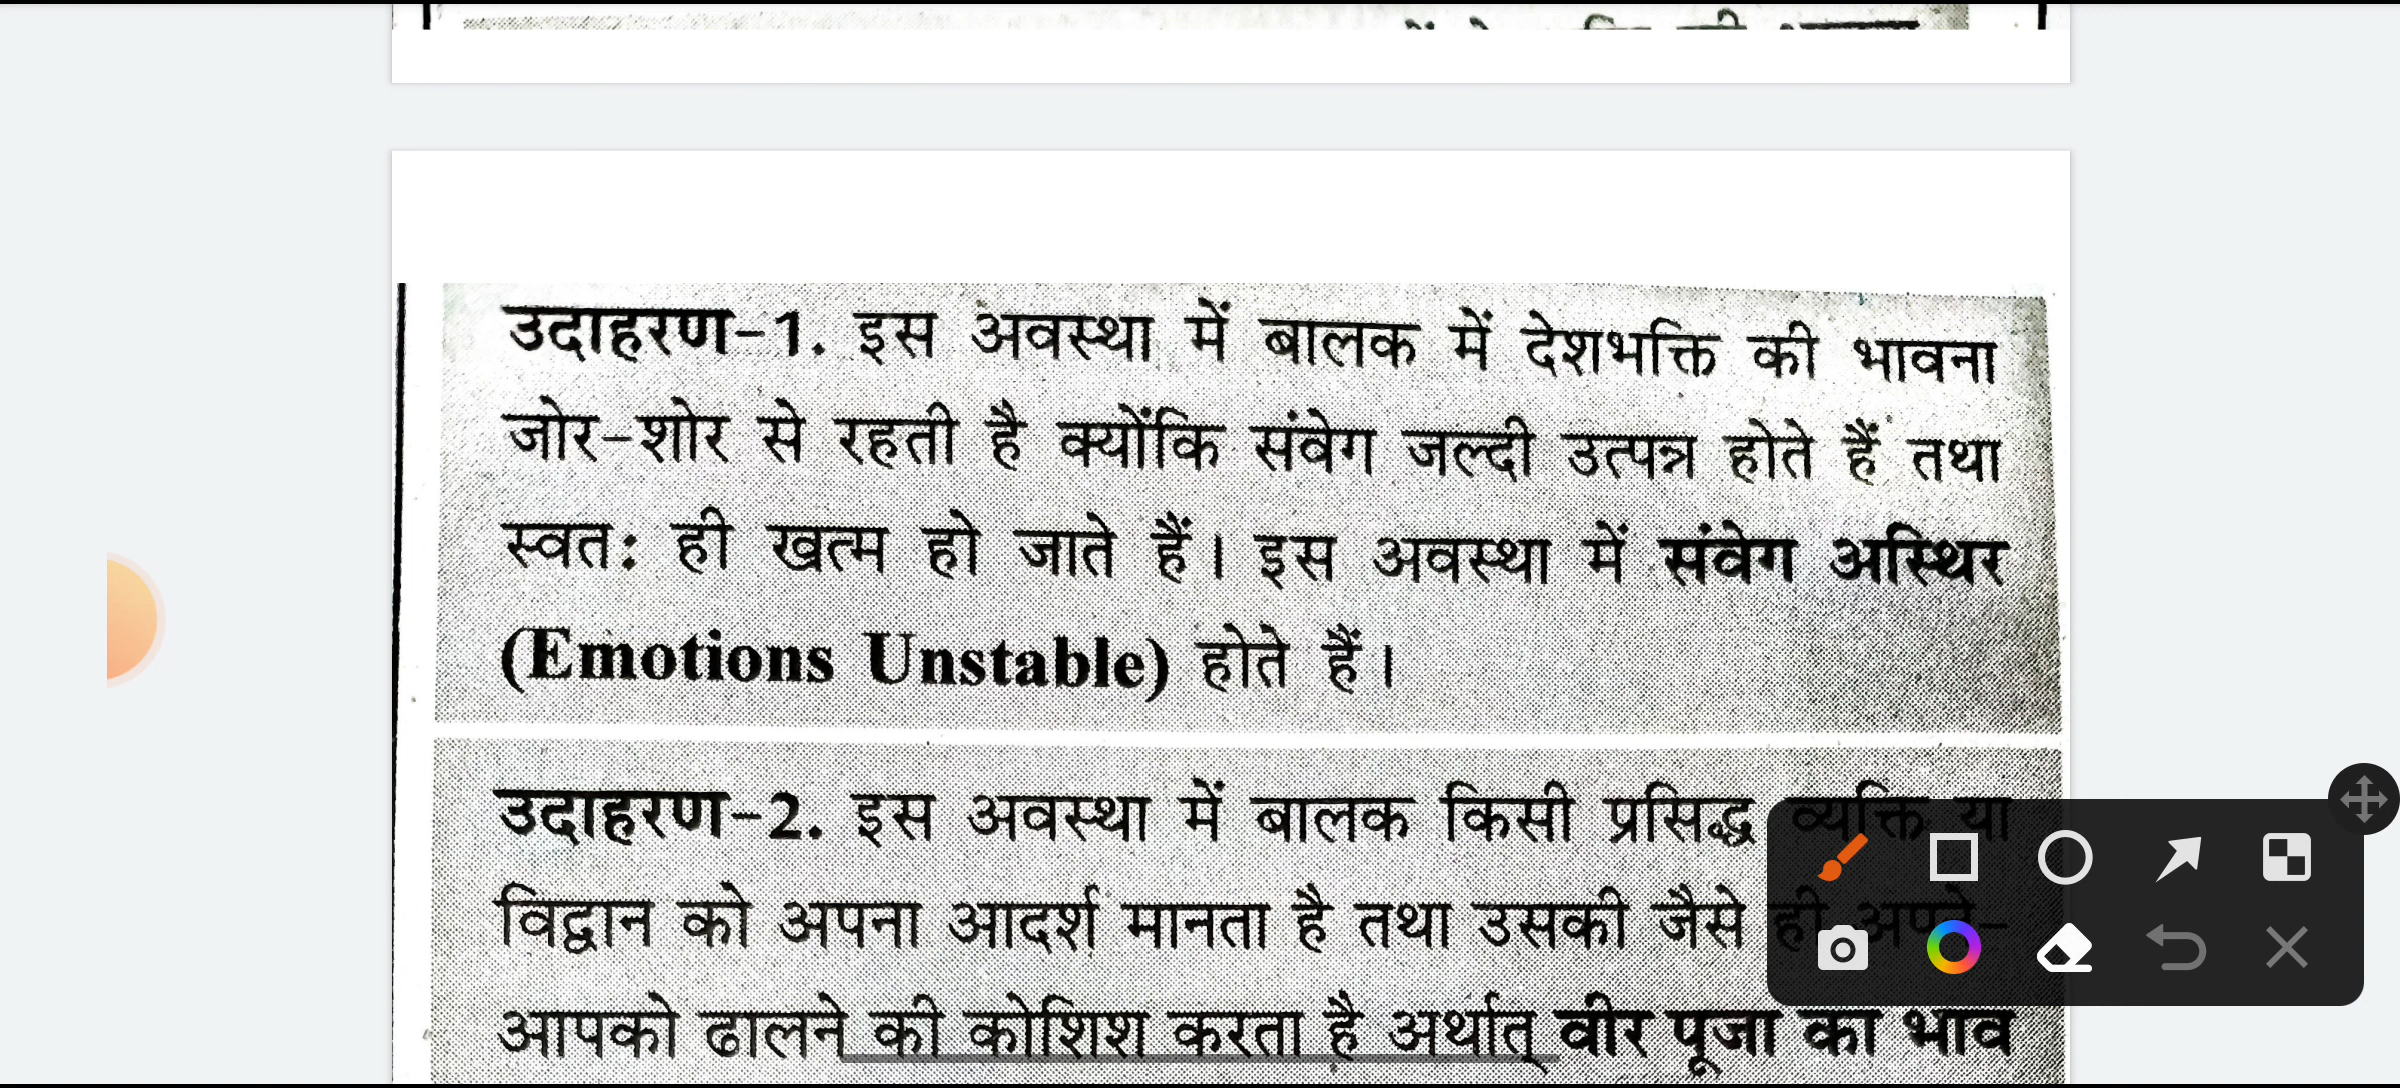 उदाहरण-1. इस अवस्था में बालक में देशभक्ति की भावना
जोर-शोर से रहती है क्योंकि संवेग जल्दी उत्पन्न होते हैं तथा
स्वतः ही खत्म हो जाते हैं। इस अवस्था में संवेग अस्थिर
(Emotions Unstable) होते हैं।
उदाहरण-2. इस अवस्था में बालक किसी प्रसिद्ध व्यक्ति या
विद्वान को अपना आदर्श मानता है तथा उसकी जैसे ही अपने-
आपको ढालने की कोशिश करता है अर्थात् वीर पूजा का भाव